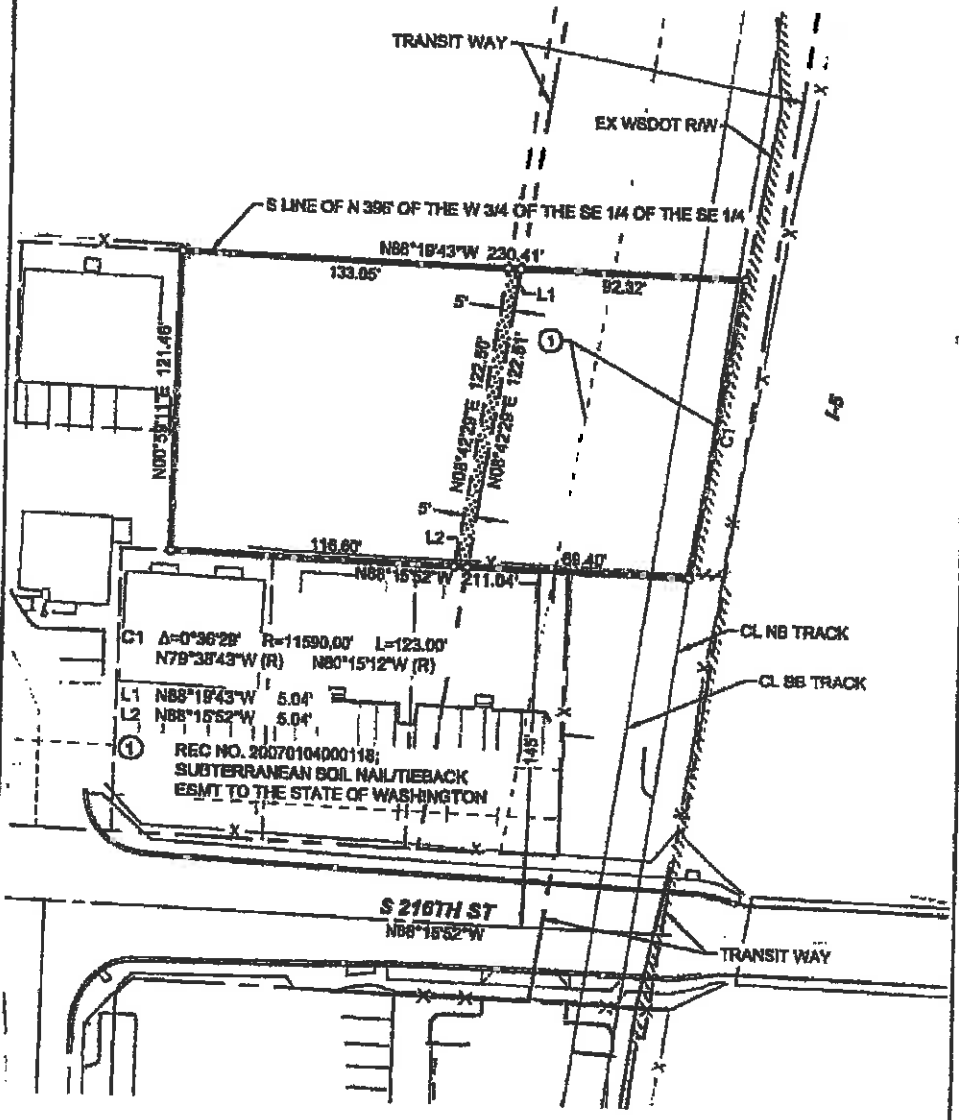 TRANSIT WAY
EX WSDOT R/W
S LINE OF N 396' OF THE W 3/4 OF THE SE 1/4 OF THE SE 1/4
N88°19'43"W 230.41'
133.05'
92.32'
L1
5'
1
N00°59'11"E 121.46'
N08°42'29"E 122.50'
N08°42'29"E 122.51'
C1
I-5
5'
L2
116.60'
89.40'
N88°15'52"W 211.04'
C1 Δ=0°36'29" R=11590.00' L=123.00'
N79°38'43"W (R) N80°15'12"W (R)
L1 N88°19'43"W 5.04'
L2 N88°15'52"W 5.04'
1 REC NO. 20070104000118;
SUBTERRANEAN SOIL NAIL/TIEBACK
ESMT TO THE STATE OF WASHINGTON
145'
CL NB TRACK
CL SB TRACK
S 216TH ST
N88°15'52"W
TRANSIT WAY